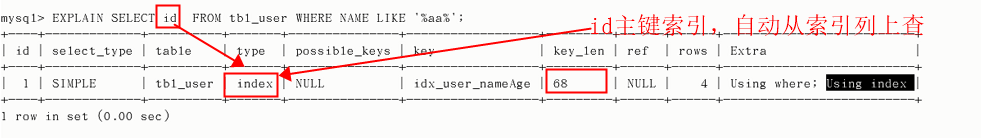 mysql> EXPLAIN SELECT id FROM tb1_user WHERE NAME LIKE '%aa%';
id主键索引，自动从索引列上查
| id | select_type | table | type | possible_keys | key | key_len | ref | rows | Extra |
| 1 | SIMPLE | tb1_user | index | NULL | idx_user_nameAge | 68 | NULL | 4 | Using where; Using index |
1 row in set (0.00 sec)